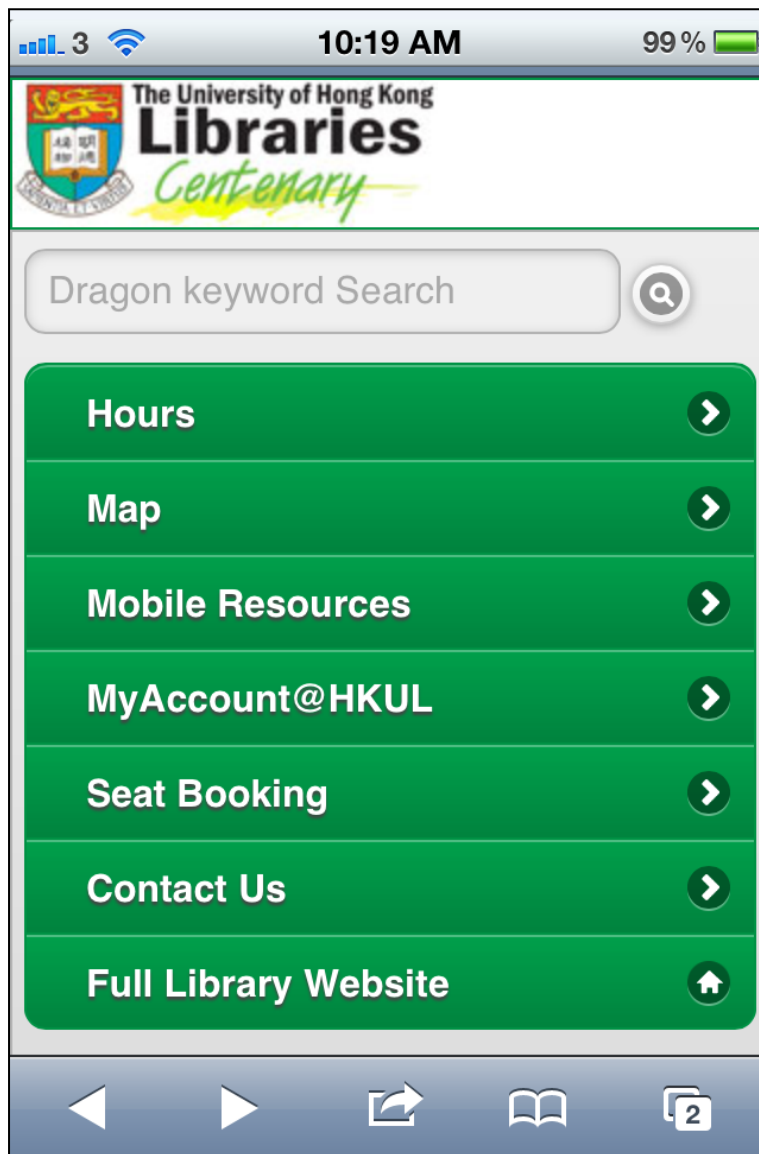 3 10:19 AM 99%
The University of Hong Kong
Libraries
Centenary
Dragon keyword Search
Hours
Map
Mobile Resources
MyAccount@HKUL
Seat Booking
Contact Us
Full Library Website
2